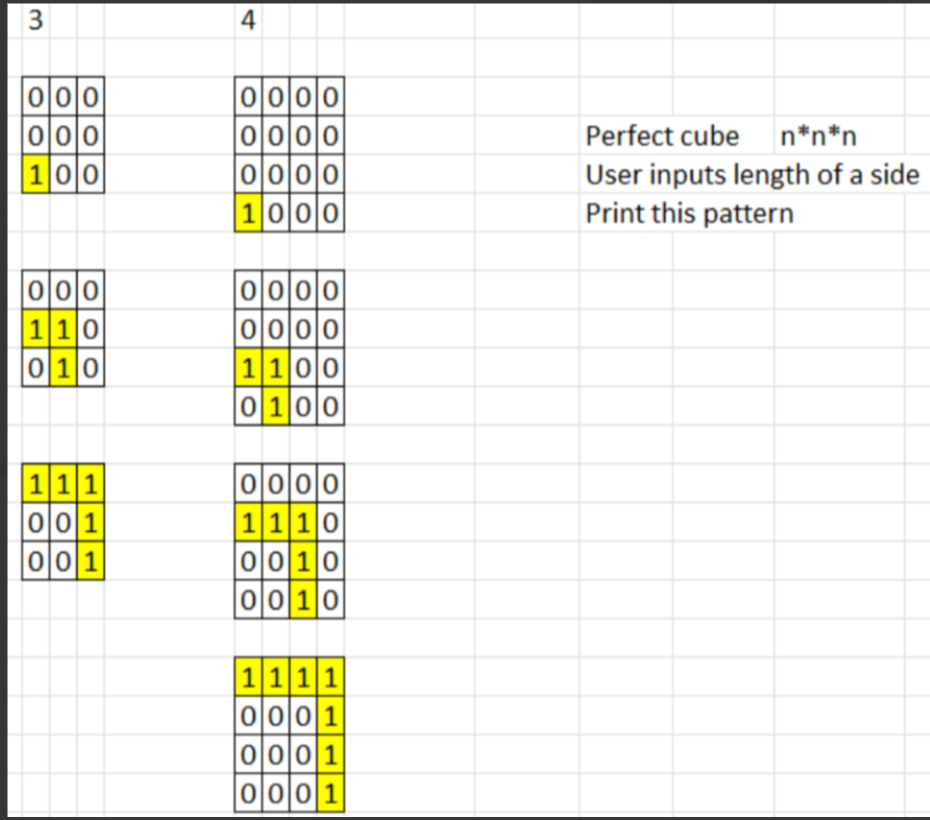 3 4
0 0 0 0 0 0 0
0 0 0 0 0 0 0 Perfect cube n*n*n
1 0 0 0 0 0 0 User inputs length of a side
1 0 0 0 Print this pattern
0 0 0 0 0 0 0
1 1 0 0 0 0 0
0 1 0 1 1 0 0
0 1 0 0
1 1 1 0 0 0 0
0 0 1 1 1 1 0
0 0 1 0 0 1 0
0 0 1 0
1 1 1 1
0 0 0 1
0 0 0 1
0 0 0 1